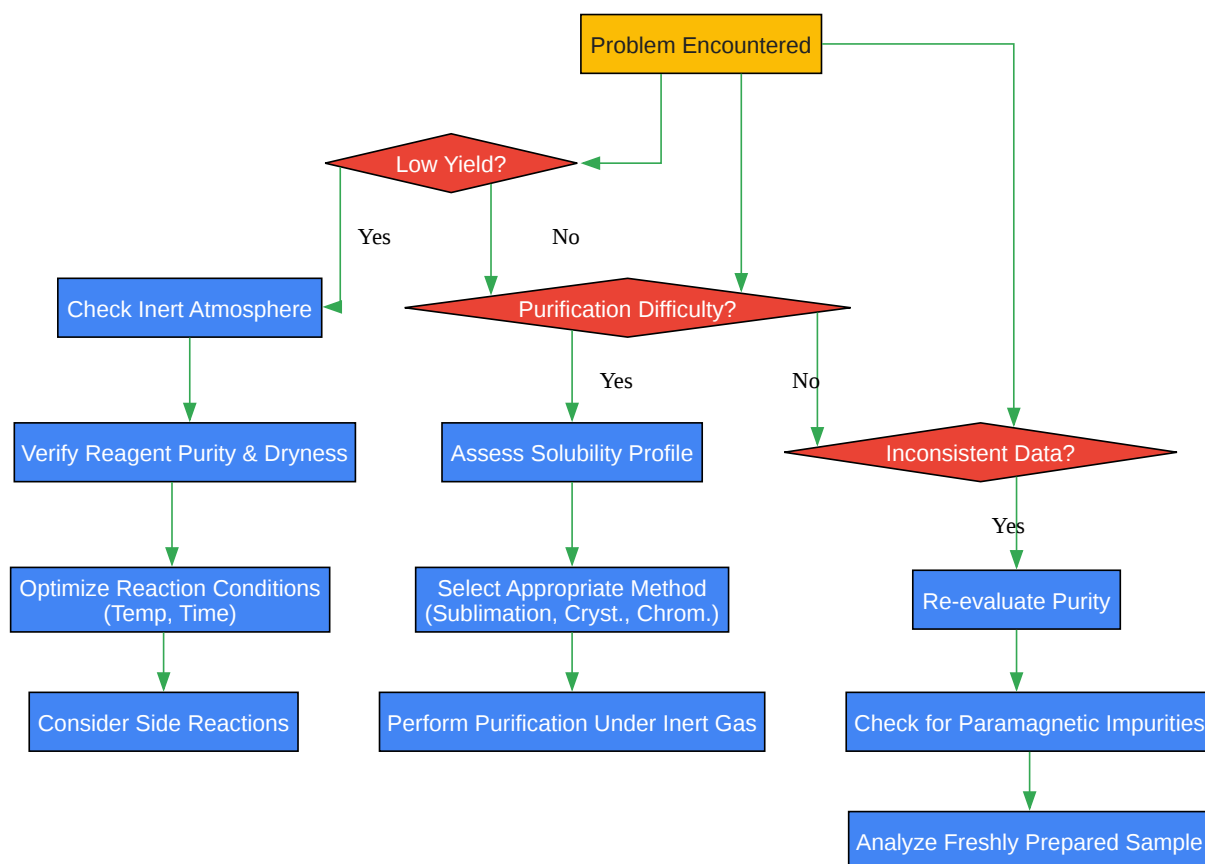 Problem Encountered
Low Yield?
Yes
No
Check Inert Atmosphere
Purification Difficulty?
Yes
No
Verify Reagent Purity & Dryness
Assess Solubility Profile
Inconsistent Data?
Yes
Optimize Reaction Conditions
(Temp, Time)
Select Appropriate Method
(Sublimation, Cryst., Chrom.)
Re-evaluate Purity
Consider Side Reactions
Perform Purification Under Inert Gas
Check for Paramagnetic Impurities
Analyze Freshly Prepared Sample